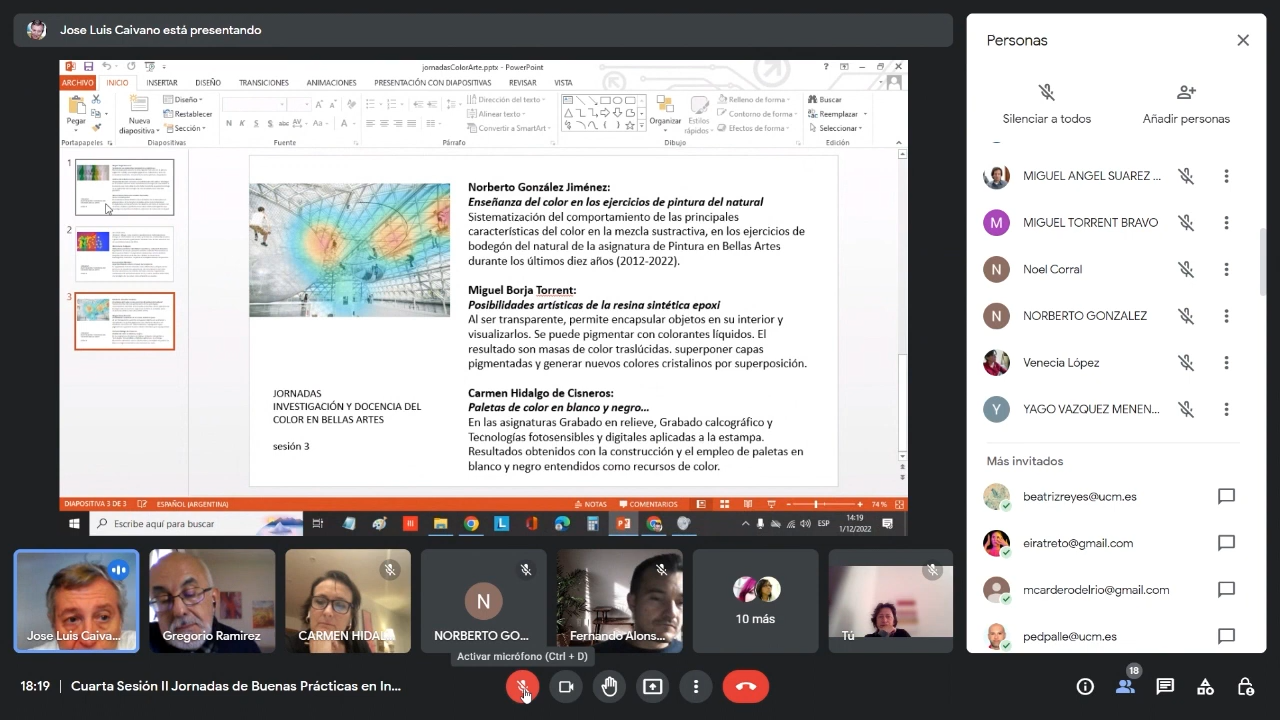 Jose Luis Caivano está presentando
jornadasColorArte.pptx - PowerPoint
ARCHIVO INICIO INSERTAR DISEÑO TRANSICIONES ANIMACIONES PRESENTACIÓN CON DIAPOSITIVAS REVISAR VISTA
Pegar
Nueva
diapositiva
Diseño
Restablecer
Sección
N K S S abc AV Aa A
Dirección del texto
Alinear texto
Convertir a SmartArt
Organizar
Estilos
rápidos
Relleno de forma
Contorno de forma
Efectos de forma
Buscar
Reemplazar
Seleccionar
Portapapeles Diapositivas Fuente Párrafo Dibujo Edición
1
2
3
Norberto González Jiménez:
Enseñanza del color en los ejercicios de pintura del natural
Sistematización del comportamiento de las principales
características del color en la mezcla sustractiva, en los ejercicios de
bodegón del natural de la asignatura de Pintura en Bellas Artes
durante los últimos diez años (2012-2022).
Miguel Borja Torrent:
Posibilidades artísticas de la resina sintética epoxi
Al ser transparente permite encapsular objetos en su interior y
visualizarlos. Se puede pigmentar con colorantes líquidos. El
resultado son masas de color traslúcidas. superponer capas
pigmentadas y generar nuevos colores cristalinos por superposición.
Carmen Hidalgo de Cisneros:
Paletas de color en blanco y negro...
En las asignaturas Grabado en relieve, Grabado calcográfico y
Tecnologías fotosensibles y digitales aplicadas a la estampa.
Resultados obtenidos con la construcción y el empleo de paletas en
blanco y negro entendidos como recursos de color.
JORNADAS
INVESTIGACIÓN Y DOCENCIA DEL
COLOR EN BELLAS ARTES
sesión 3
DIAPOSITIVA 3 DE 3 ESPAÑOL (ARGENTINA) NOTAS COMENTARIOS 74 %
Escribe aquí para buscar
ESP
14:19
1/12/2022
Jose Luis Caiva...
Gregorio Ramirez
CARMEN HIDAL...
N
NORBERTO GO...
Fernando Alons...
10 más
Tú
Activar micrófono (Ctrl + D)
18:19 | Cuarta Sesión II Jornadas de Buenas Prácticas en In...
18
Personas
Silenciar a todos
Añadir personas
MIGUEL ANGEL SUAREZ ...
M MIGUEL TORRENT BRAVO
N Noel Corral
N NORBERTO GONZALEZ
Venecia López
Y YAGO VAZQUEZ MENEN...
Más invitados
beatrizreyes@ucm.es
eiratreto@gmail.com
mcarderodelrio@gmail.com
pedpalle@ucm.es